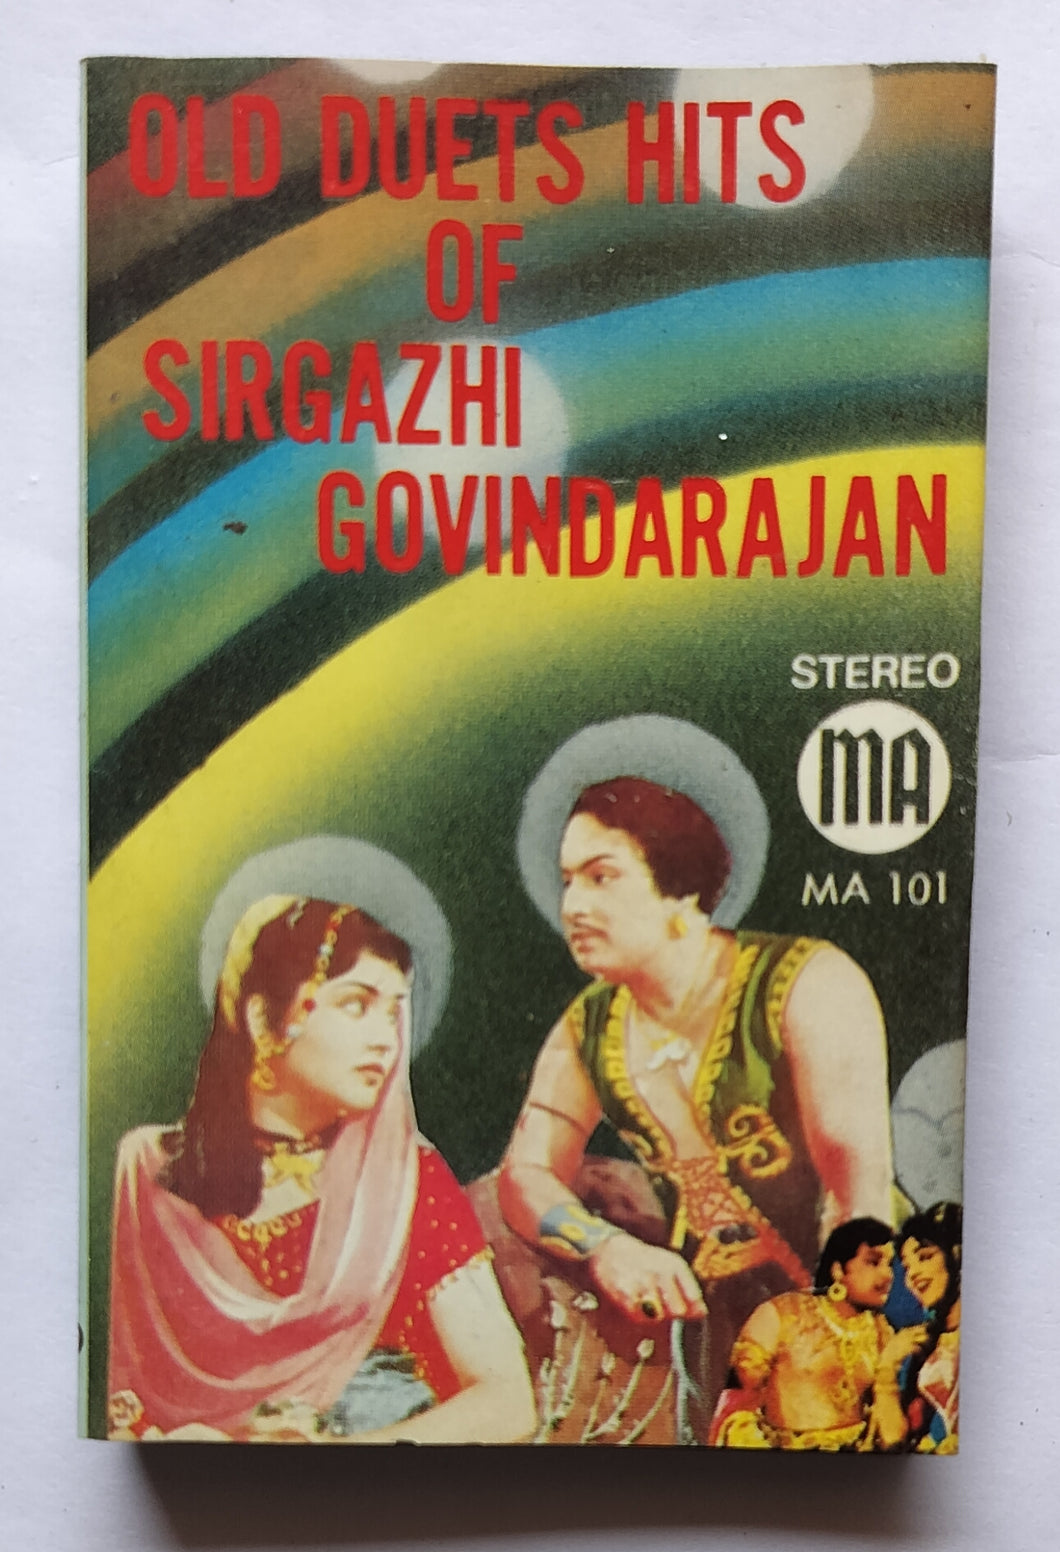 OLD DUETS HITS
OF
SIRGAZHI
GOVINDARAJAN
STEREO
MA
MA 101